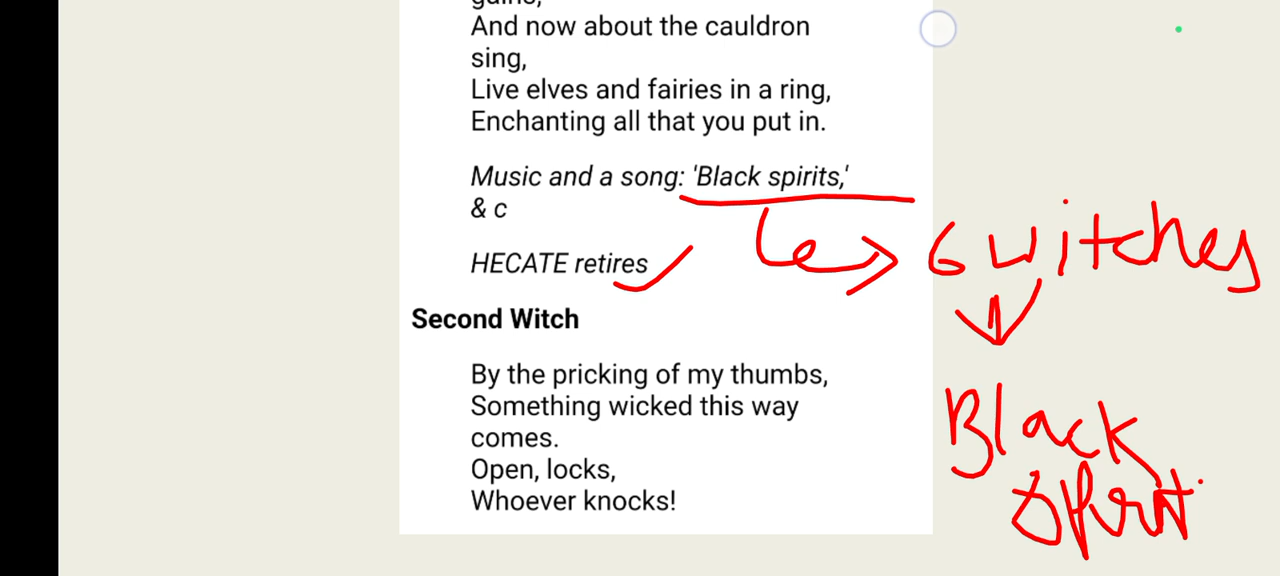 gains,
And now about the cauldron
sing,
Live elves and fairies in a ring,
Enchanting all that you put in.
Music and a song: 'Black spirits,'
& c
HECATE retires
6 witches
Second Witch
By the pricking of my thumbs,
Something wicked this way
comes.
Open, locks,
Whoever knocks!
Black
Spirit